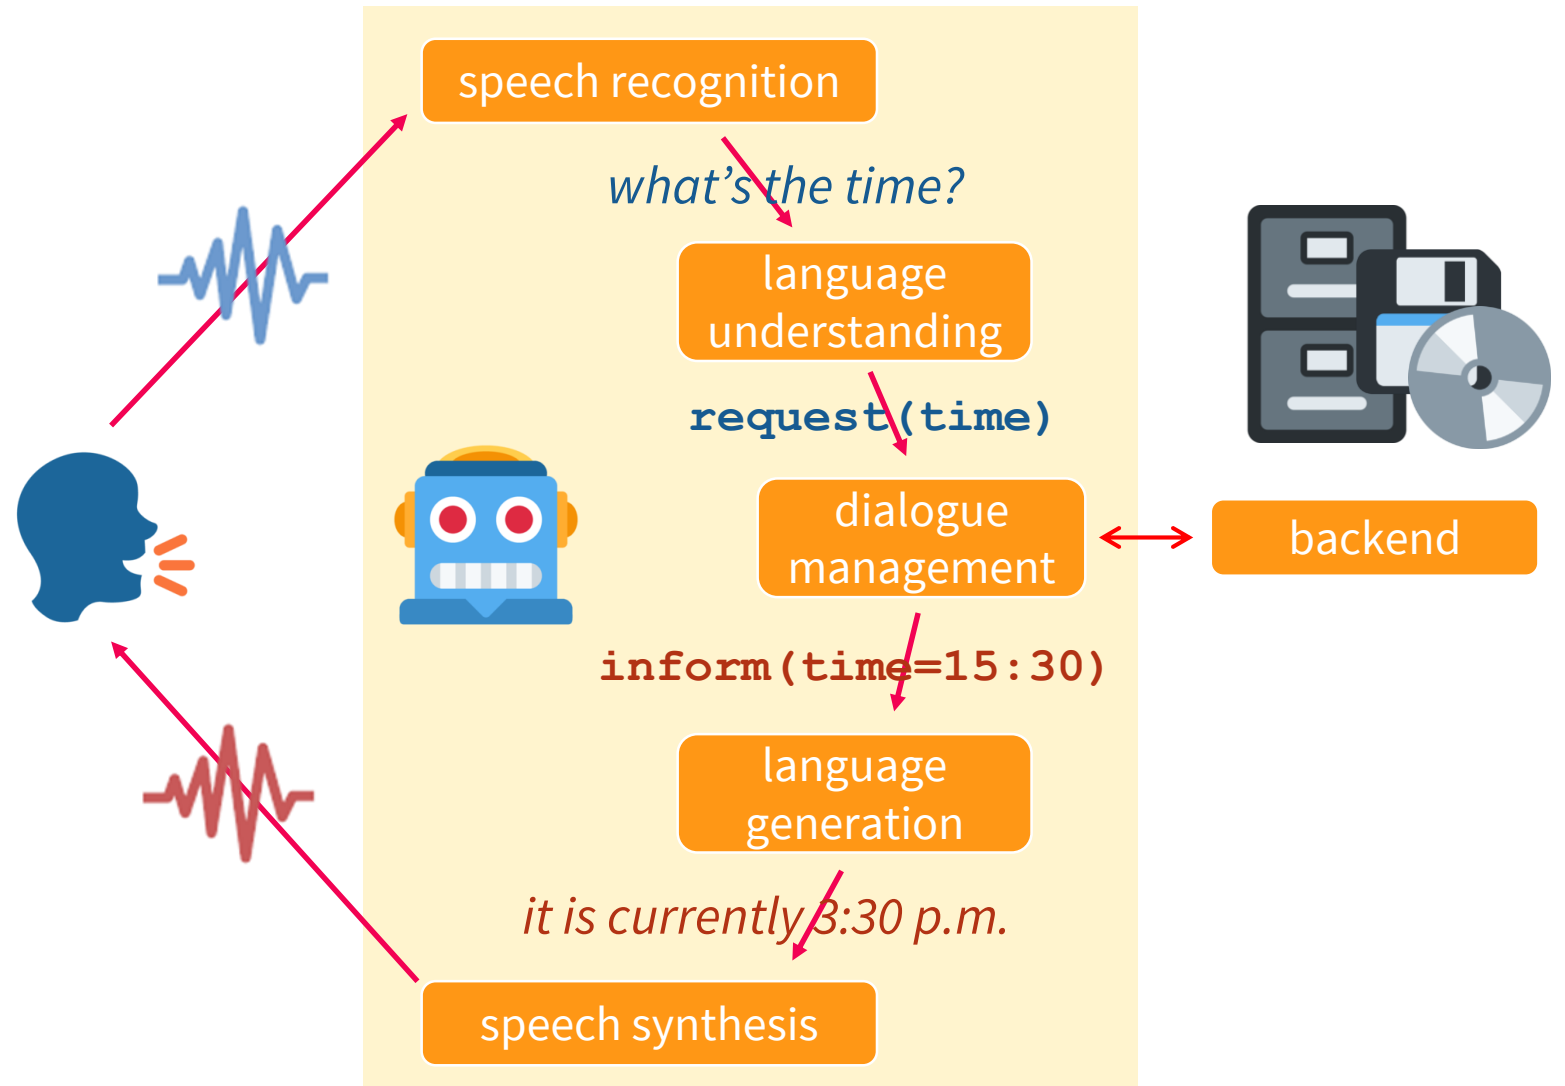 speech recognition
what’s the time?
language
understanding
request(time)
dialogue
management
backend
inform(time=15:30)
language
generation
it is currently 3:30 p.m.
speech synthesis